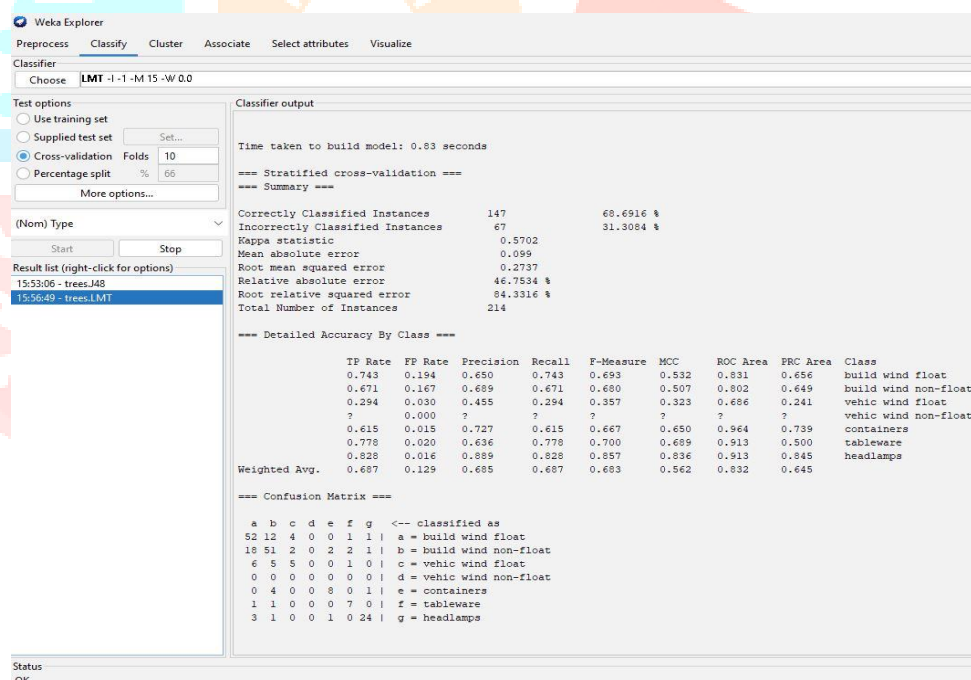 Weka Explorer
Preprocess Classify Cluster Associate Select attributes Visualize
Classifier
Choose LMT -I -1 -M 15 -W 0.0
Test options
Use training set
Supplied test set Set...
Cross-validation Folds 10
Percentage split % 66
More options...
(Nom) Type
Start Stop
Result list (right-click for options)
15:53:06 - trees.J48
15:56:49 - trees.LMT
Classifier output
Time taken to build model: 0.83 seconds
=== Stratified cross-validation ===
=== Summary ===
Correctly Classified Instances 147 68.6916 %
Incorrectly Classified Instances 67 31.3084 %
Kappa statistic 0.5702
Mean absolute error 0.099
Root mean squared error 0.2737
Relative absolute error 46.7534 %
Root relative squared error 84.3316 %
Total Number of Instances 214
=== Detailed Accuracy By Class ===
TP Rate FP Rate Precision Recall F-Measure MCC ROC Area PRC Area Class
0.743 0.194 0.650 0.743 0.693 0.532 0.831 0.656 build wind float
0.671 0.167 0.689 0.671 0.680 0.507 0.802 0.649 build wind non-float
0.294 0.030 0.455 0.294 0.357 0.323 0.686 0.241 vehic wind float
? 0.000 ? ? ? ? ? ? vehic wind non-float
0.615 0.015 0.727 0.615 0.667 0.650 0.964 0.739 containers
0.778 0.020 0.636 0.778 0.700 0.689 0.913 0.500 tableware
0.828 0.016 0.889 0.828 0.857 0.836 0.913 0.845 headlamps
Weighted Avg. 0.687 0.129 0.685 0.687 0.683 0.562 0.832 0.645
=== Confusion Matrix ===
a b c d e f g <-- classified as
52 12 4 0 0 1 1 | a = build wind float
18 51 2 0 2 2 1 | b = build wind non-float
6 5 5 0 0 1 0 | c = vehic wind float
0 0 0 0 0 0 0 | d = vehic wind non-float
0 4 0 0 8 0 1 | e = containers
1 1 0 0 0 7 0 | f = tableware
3 1 0 0 1 0 24 | g = headlamps
Status
OK